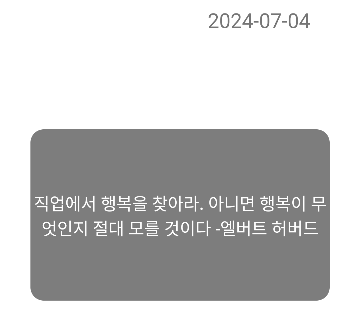 2024-07-04
직업에서 행복을 찾아라. 아니면 행복이 무
엇인지 절대 모를 것이다 -엘버트 허버드